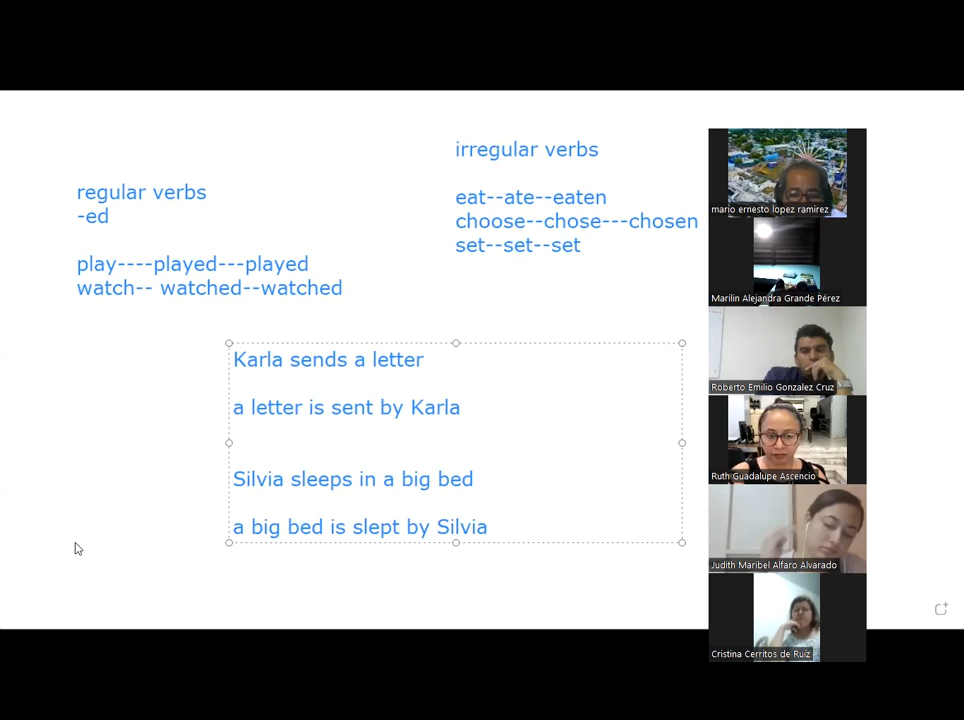 regular verbs
-ed
play----played---played
watch-- watched--watched
irregular verbs
eat--ate--eaten
choose--chose---chosen
set--set--set
Karla sends a letter
a letter is sent by Karla
Silvia sleeps in a big bed
a big bed is slept by Silvia
mario ernesto lopez ramirez
Marilin Alejandra Grande Pérez
Roberto Emilio Gonzalez Cruz
Ruth Guadalupe Ascencio
Judith Maribel Alfaro Alvarado
Cristina Cerritos de Ruiz